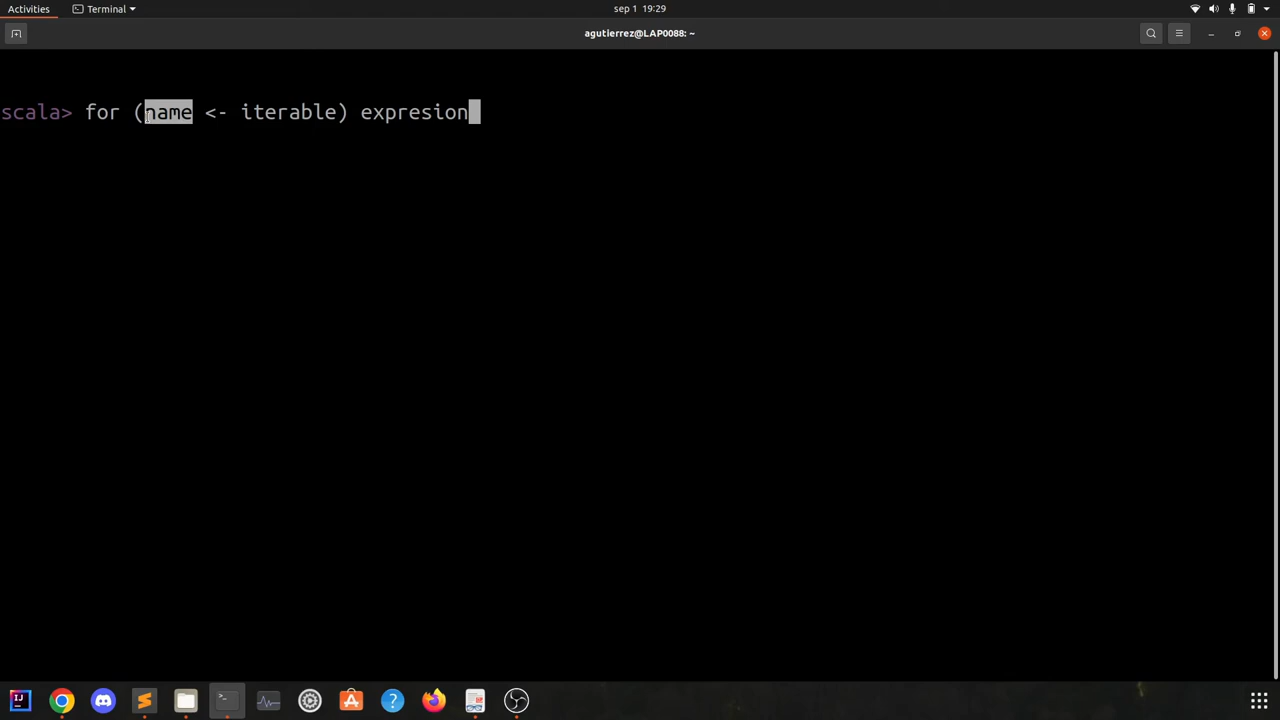 Activities
Terminal
sep 1 19:29
agutierrez@LAP0088: ~
scala> for (name <- iterable) expresion